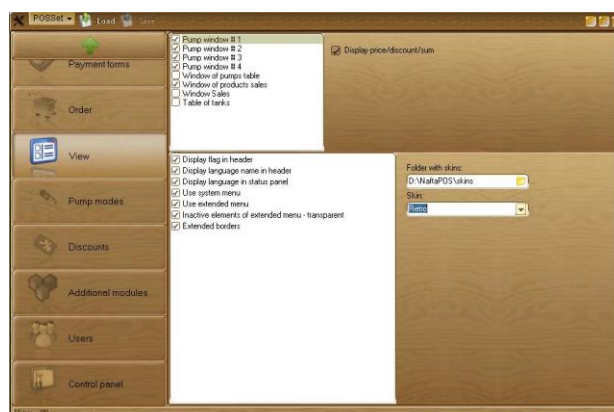 POSSet Load Save
Payment forms
Order
View
Pump modes
Discounts
Additional modules
Users
Control panel
Pump window # 1
Pump window # 2
Pump window # 3
Pump window # 4
Window of pumps table
Window of products sales
Window Sales
Table of tanks
Display price/discount/sum
Display flag in header
Display language name in header
Display language in status panel
Use system menu
Use extended menu
Inactive elements of extended menu - transparent
Extended borders
Folder with skins:
D:\NaftaPOS\skins
Skin:
Retro